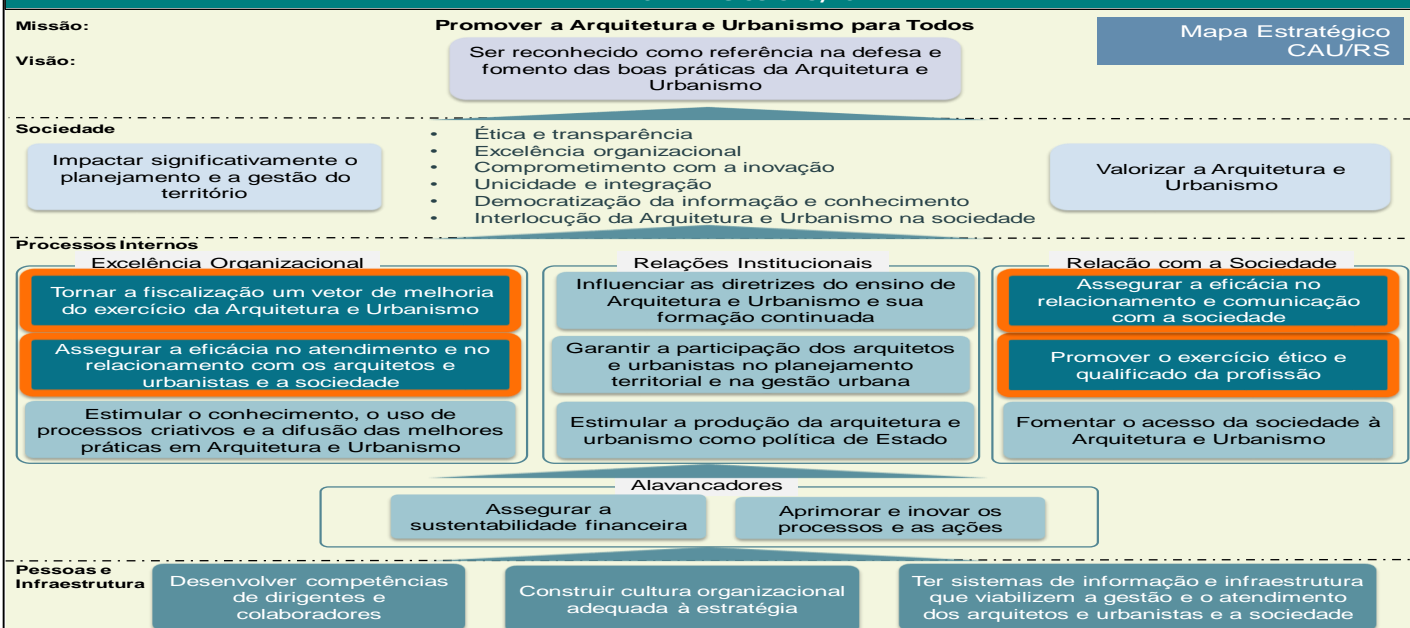 Missão:
Promover a Arquitetura e Urbanismo para Todos
Mapa Estratégico
CAU/RS
Visão:
Ser reconhecido como referência na defesa e
fomento das boas práticas da Arquitetura e
Urbanismo
Sociedade
Impactar significativamente o
planejamento e a gestão do
território
• Ética e transparência
• Excelência organizacional
• Comprometimento com a inovação
• Unicidade e integração
• Democratização da informação e conhecimento
• Interlocução da Arquitetura e Urbanismo na sociedade
Valorizar a Arquitetura e
Urbanismo
Processos Internos
Excelência Organizacional
Tornar a fiscalização um vetor de melhoria
do exercício da Arquitetura e Urbanismo
Assegurar a eficácia no atendimento e no
relacionamento com os arquitetos e
urbanistas e a sociedade
Estimular o conhecimento, o uso de
processos criativos e a difusão das melhores
práticas em Arquitetura e Urbanismo
Relações Institucionais
Influenciar as diretrizes do ensino de
Arquitetura e Urbanismo e sua
formação continuada
Garantir a participação dos arquitetos
e urbanistas no planejamento
territorial e na gestão urbana
Estimular a produção da arquitetura e
urbanismo como política de Estado
Relação com a Sociedade
Assegurar a eficácia no
relacionamento e comunicação
com a sociedade
Promover o exercício ético e
qualificado da profissão
Fomentar o acesso da sociedade à
Arquitetura e Urbanismo
Alavancadores
Assegurar a
sustentabilidade financeira
Aprimorar e inovar os
processos e as ações
Pessoas e
Infraestrutura
Desenvolver competências
de dirigentes e
colaboradores
Construir cultura organizacional
adequada à estratégia
Ter sistemas de informação e infraestrutura
que viabilizem a gestão e o atendimento
dos arquitetos e urbanistas e a sociedade